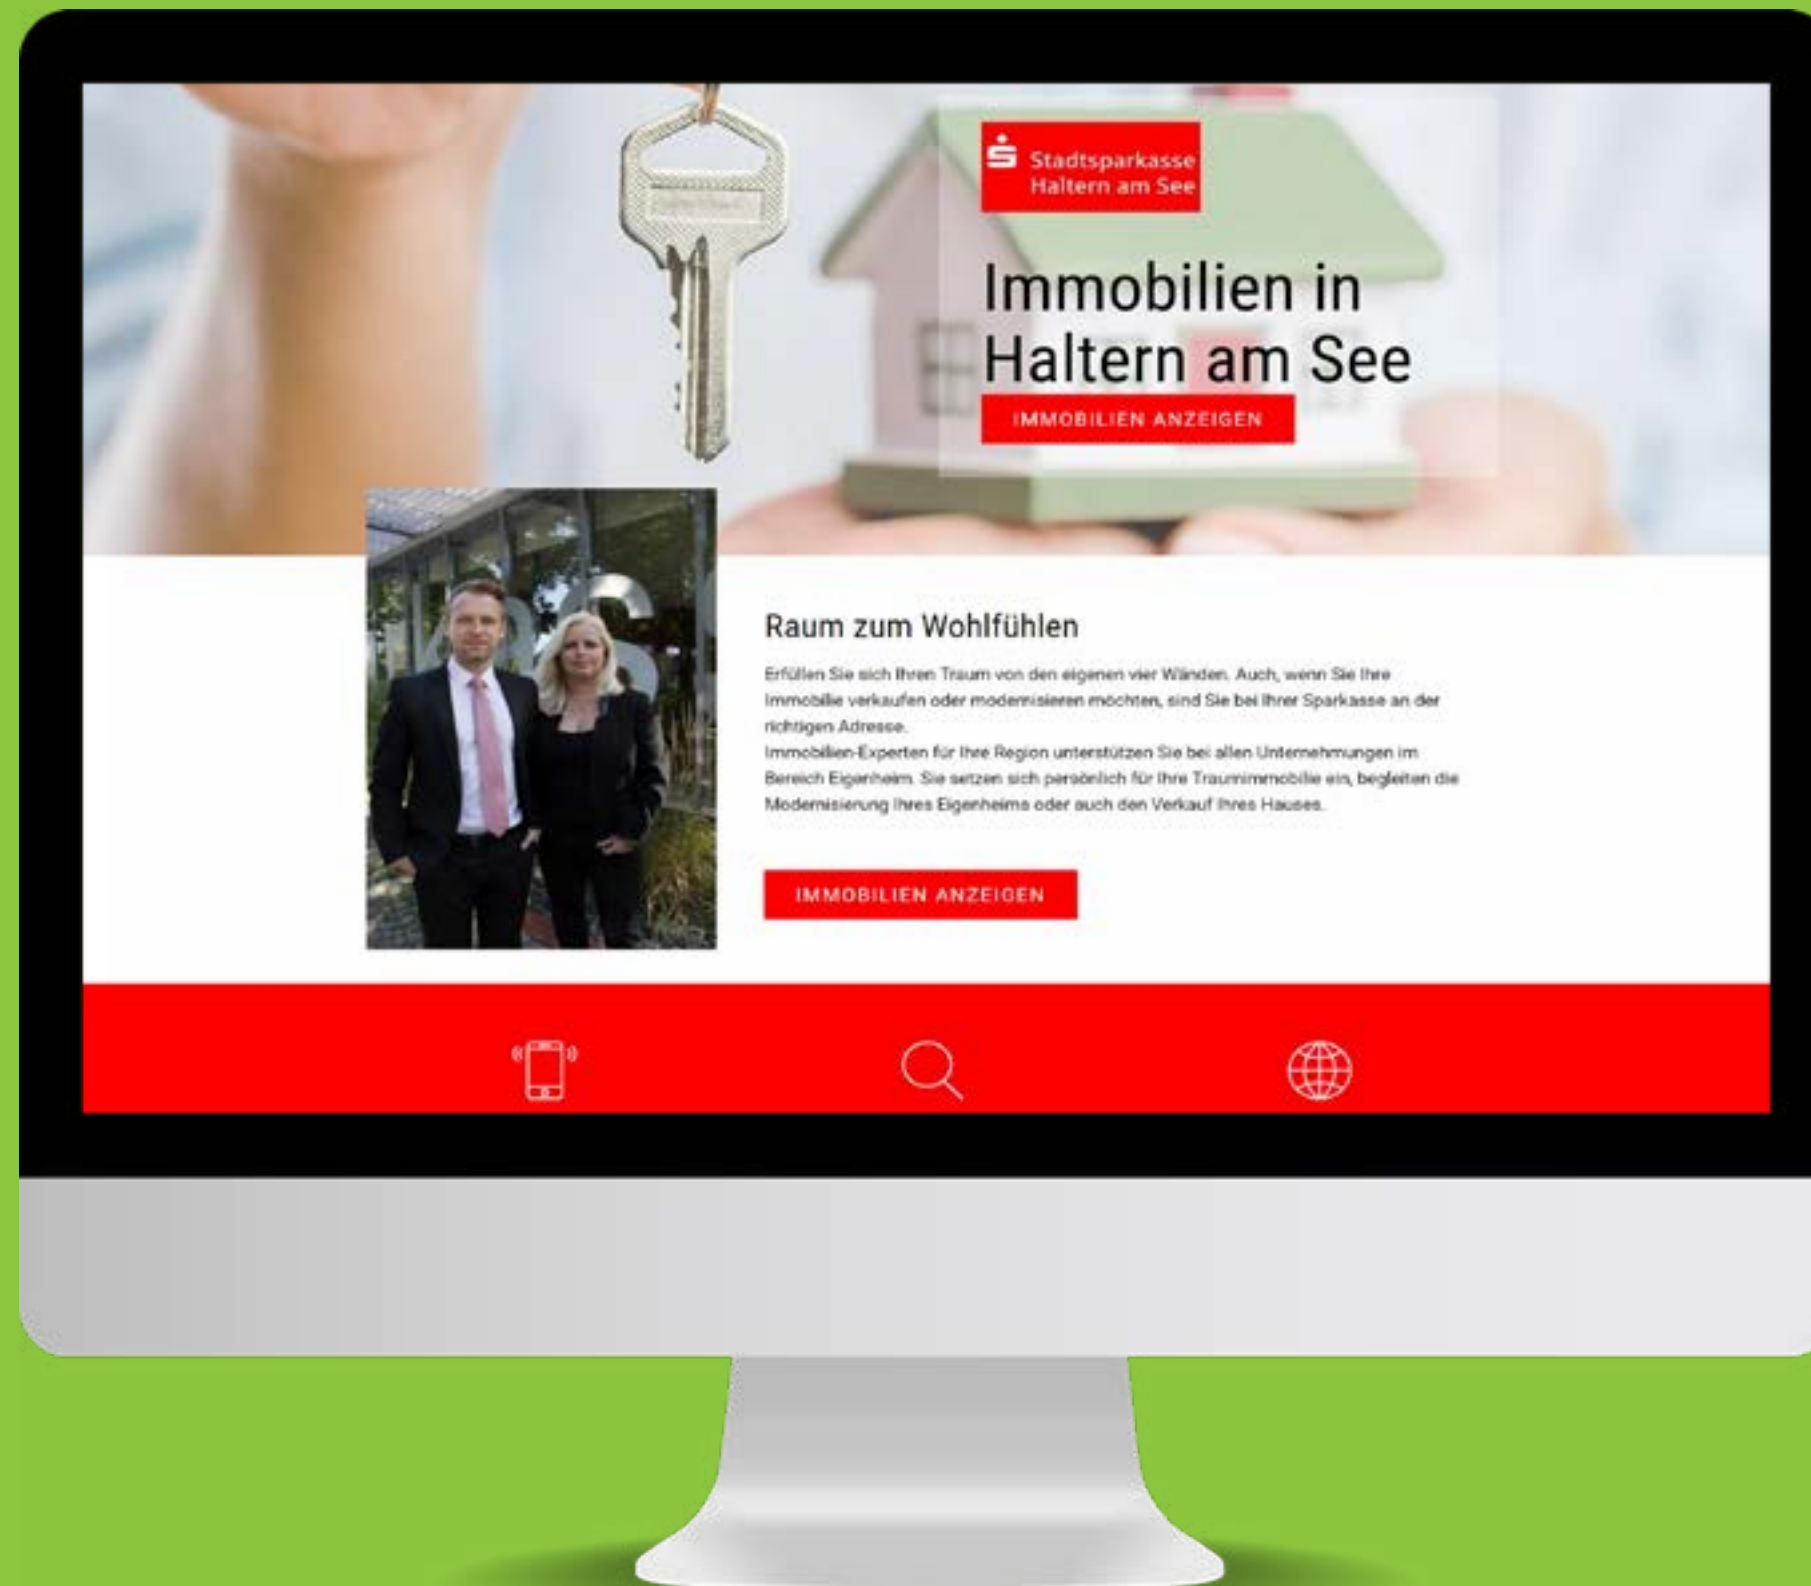 Stadtsparkasse
Haltern am See
Immobilien in
Haltern am See
IMMOBILIEN ANZEIGEN
Raum zum Wohlfühlen
Erfüllen Sie sich Ihren Traum von den eigenen vier Wänden. Auch, wenn Sie Ihre
Immobilie verkaufen oder modernisieren möchten, sind Sie bei Ihrer Sparkasse an der
richtigen Adresse.
Immobilien-Experten für Ihre Region unterstützen Sie bei allen Unternehmungen im
Bereich Eigenheim. Sie setzen sich persönlich für Ihre Traumimmobilie ein, begleiten die
Modernisierung Ihres Eigenheims oder auch den Verkauf Ihres Hauses.
IMMOBILIEN ANZEIGEN